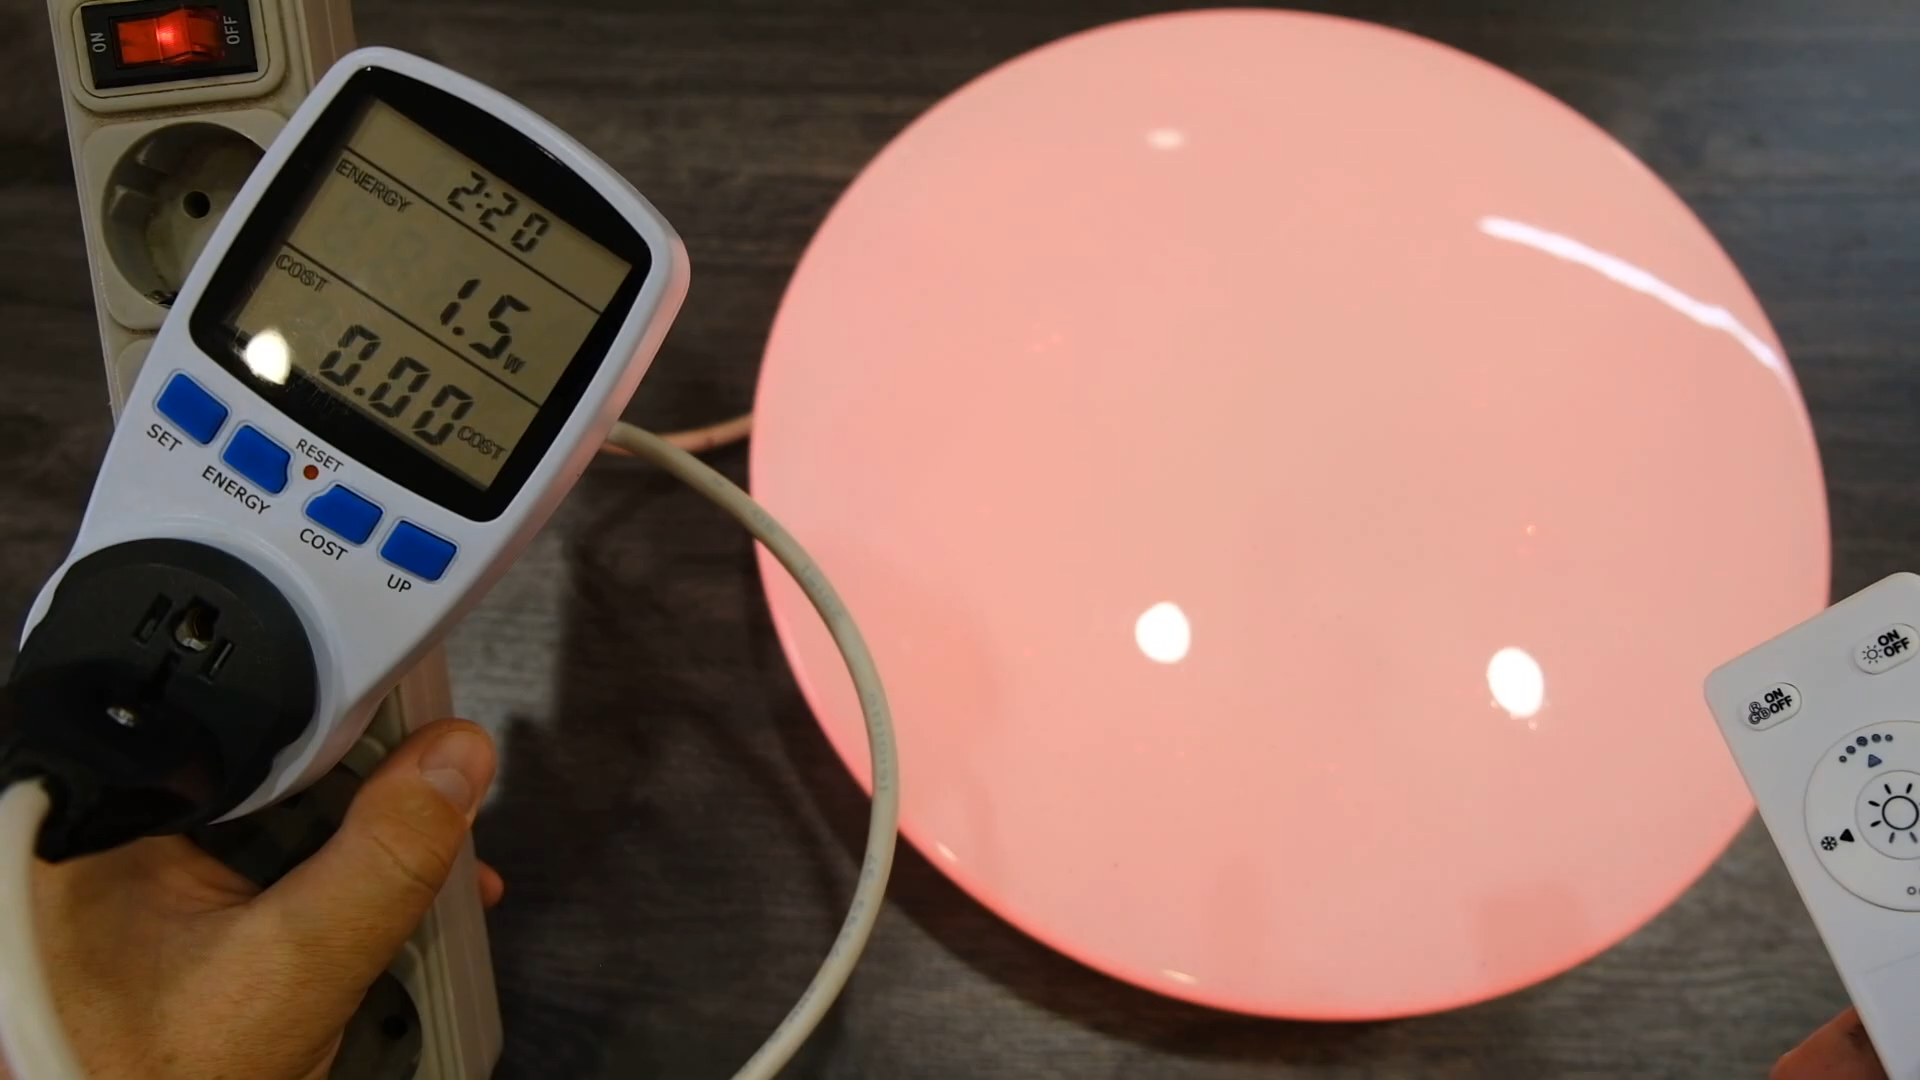 ON OFF
2:20
ENERGY
1.5 W
COST
0.00 COST
SET
ENERGY
RESET
COST
UP
ON
OFF
RGB ON
OFF